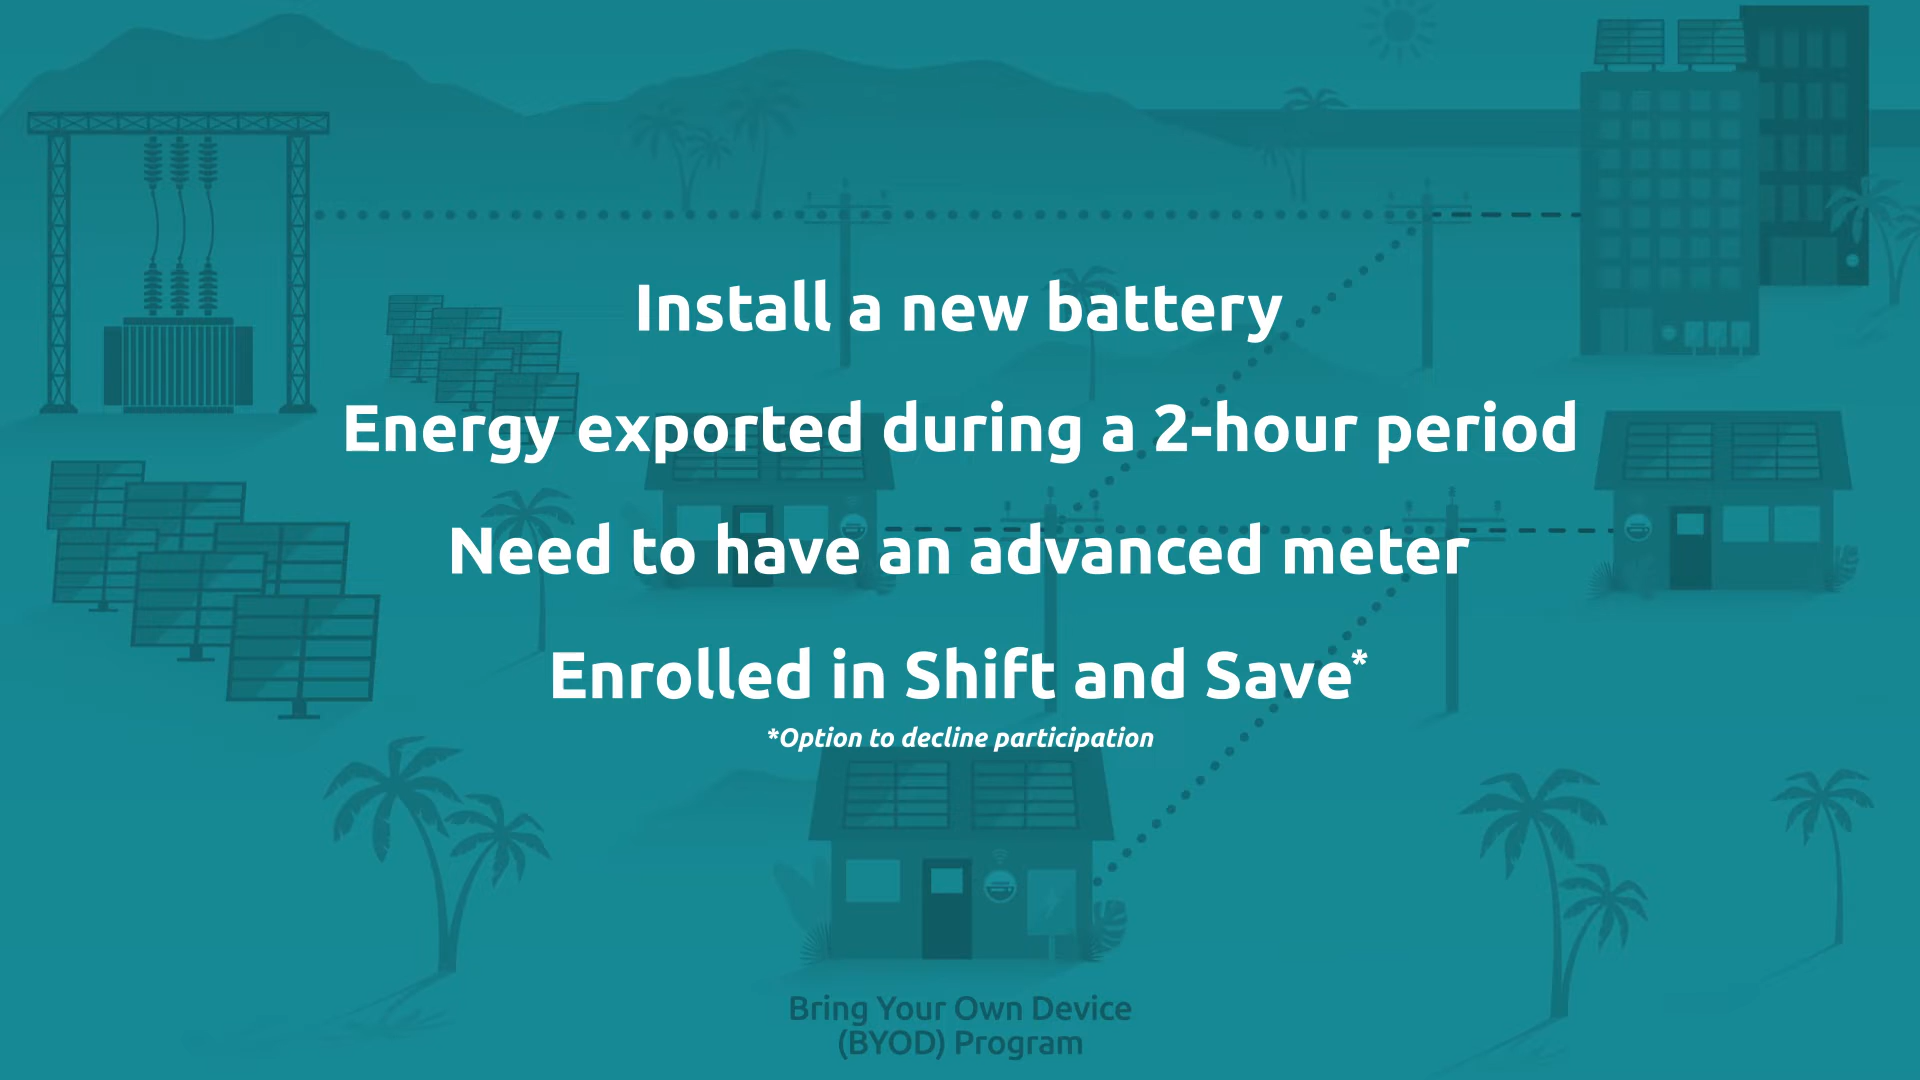 Install a new battery
Energy exported during a 2-hour period
Need to have an advanced meter
Enrolled in Shift and Save*
*Option to decline participation
Bring Your Own Device
(BYOD) Program